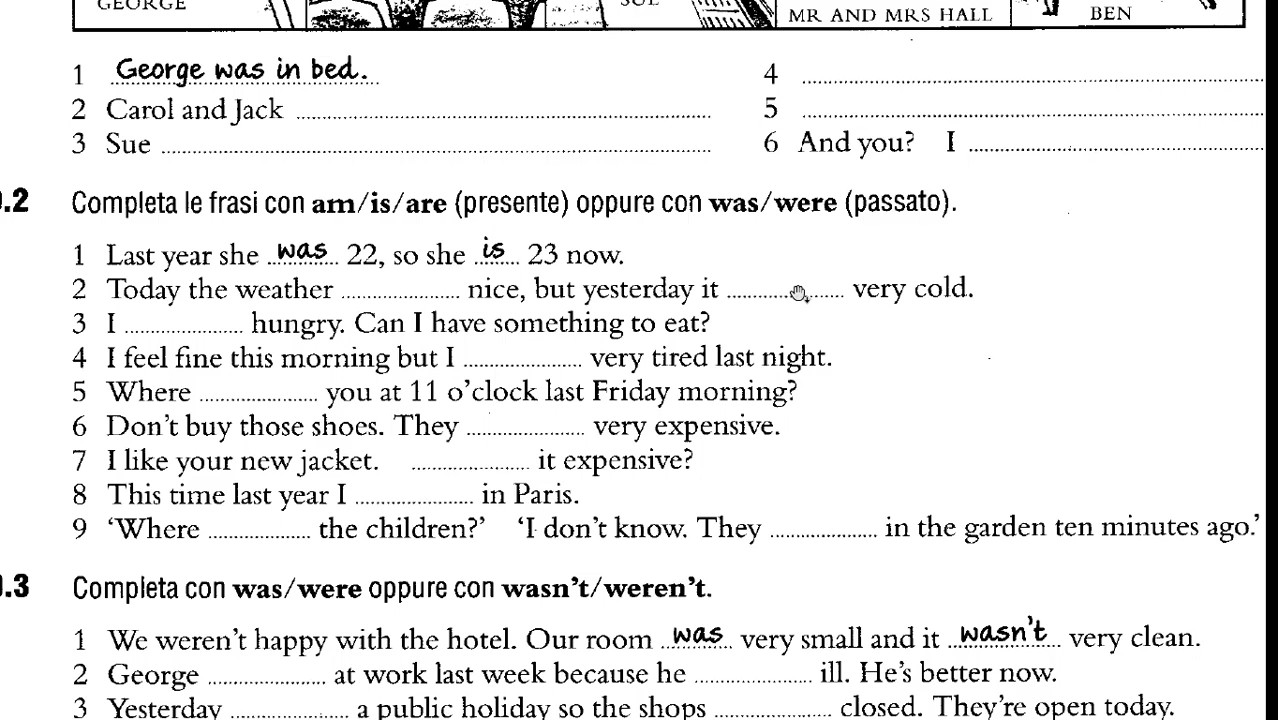 GEORGE
SUE
MR AND MRS HALL
BEN
1 George was in bed.
2 Carol and Jack
3 Sue
4
5
6 And you? I
.2 Completa le frasi con am/is/are (presente) oppure con was/were (passato).
1 Last year she was 22, so she is 23 now.
2 Today the weather nice, but yesterday it very cold.
3 I hungry. Can I have something to eat?
4 I feel fine this morning but I very tired last night.
5 Where you at 11 o'clock last Friday morning?
6 Don't buy those shoes. They very expensive.
7 I like your new jacket. it expensive?
8 This time last year I in Paris.
9 'Where the children?' 'I don't know. They in the garden ten minutes ago.'
.3 Completa con was/were oppure con wasn't/weren't.
1 We weren't happy with the hotel. Our room was very small and it wasn't very clean.
2 George at work last week because he ill. He's better now.
3 Yesterday a public holiday so the shops closed. They're open today.